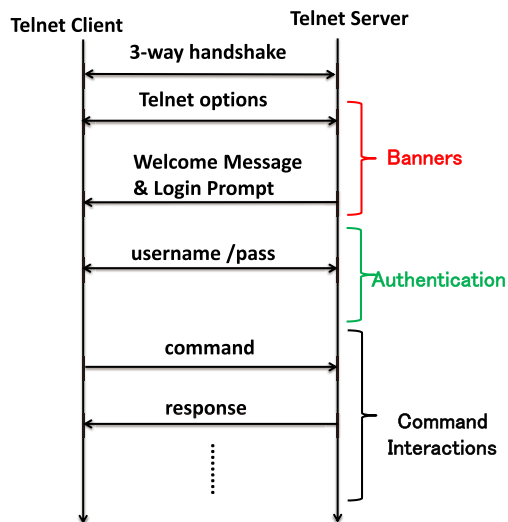 Telnet Client
Telnet Server
3-way handshake
Telnet options
Banners
Welcome Message
& Login Prompt
username /pass
Authentication
command
response
Command
Interactions